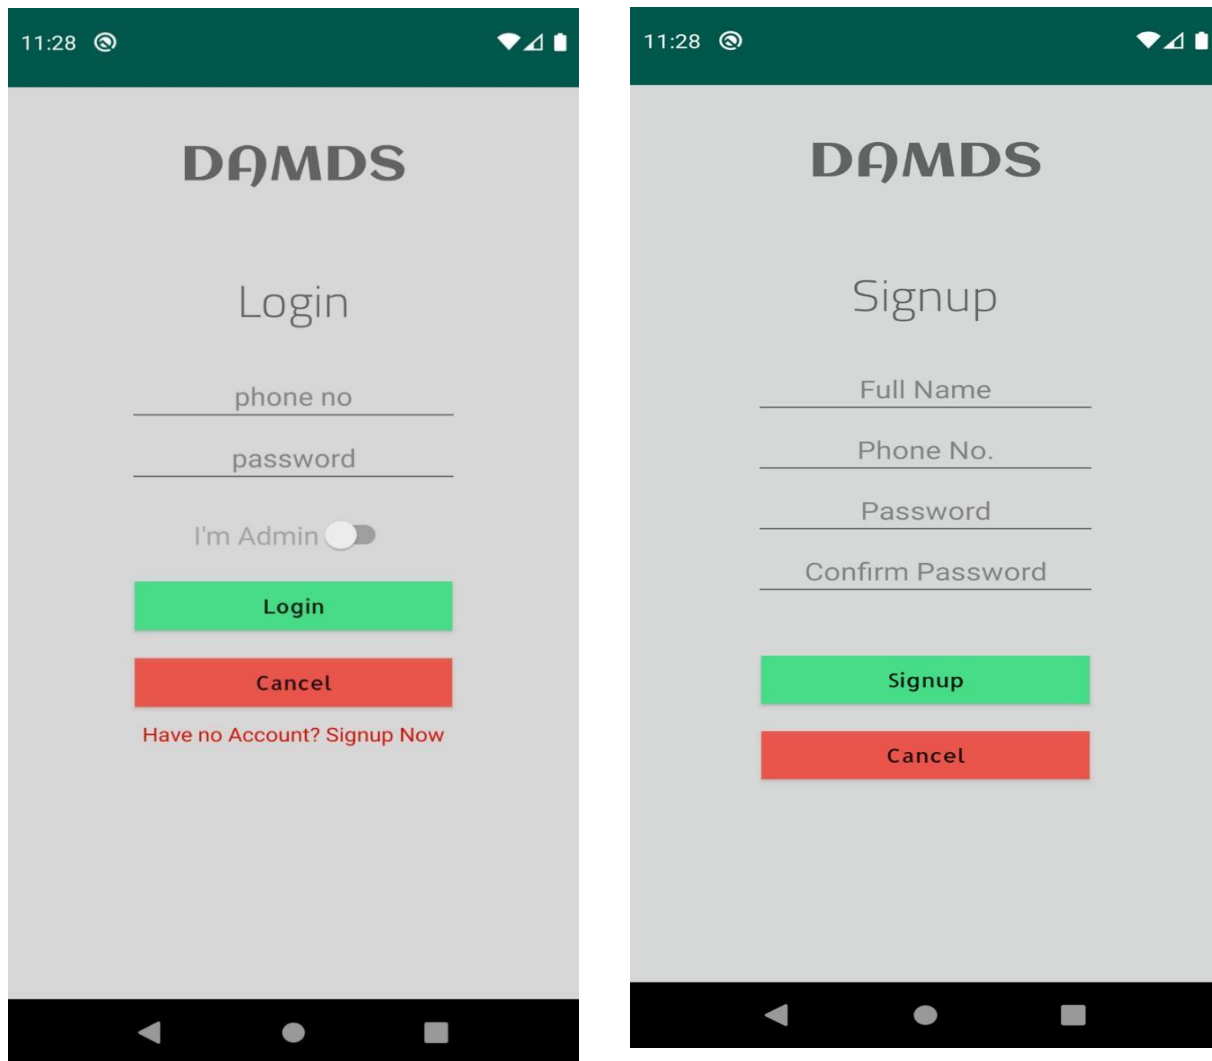 11:28
DAMDS
Login
phone no
password
I'm Admin
Login
Cancel
Have no Account? Signup Now
11:28
DAMDS
Signup
Full Name
Phone No.
Password
Confirm Password
Signup
Cancel